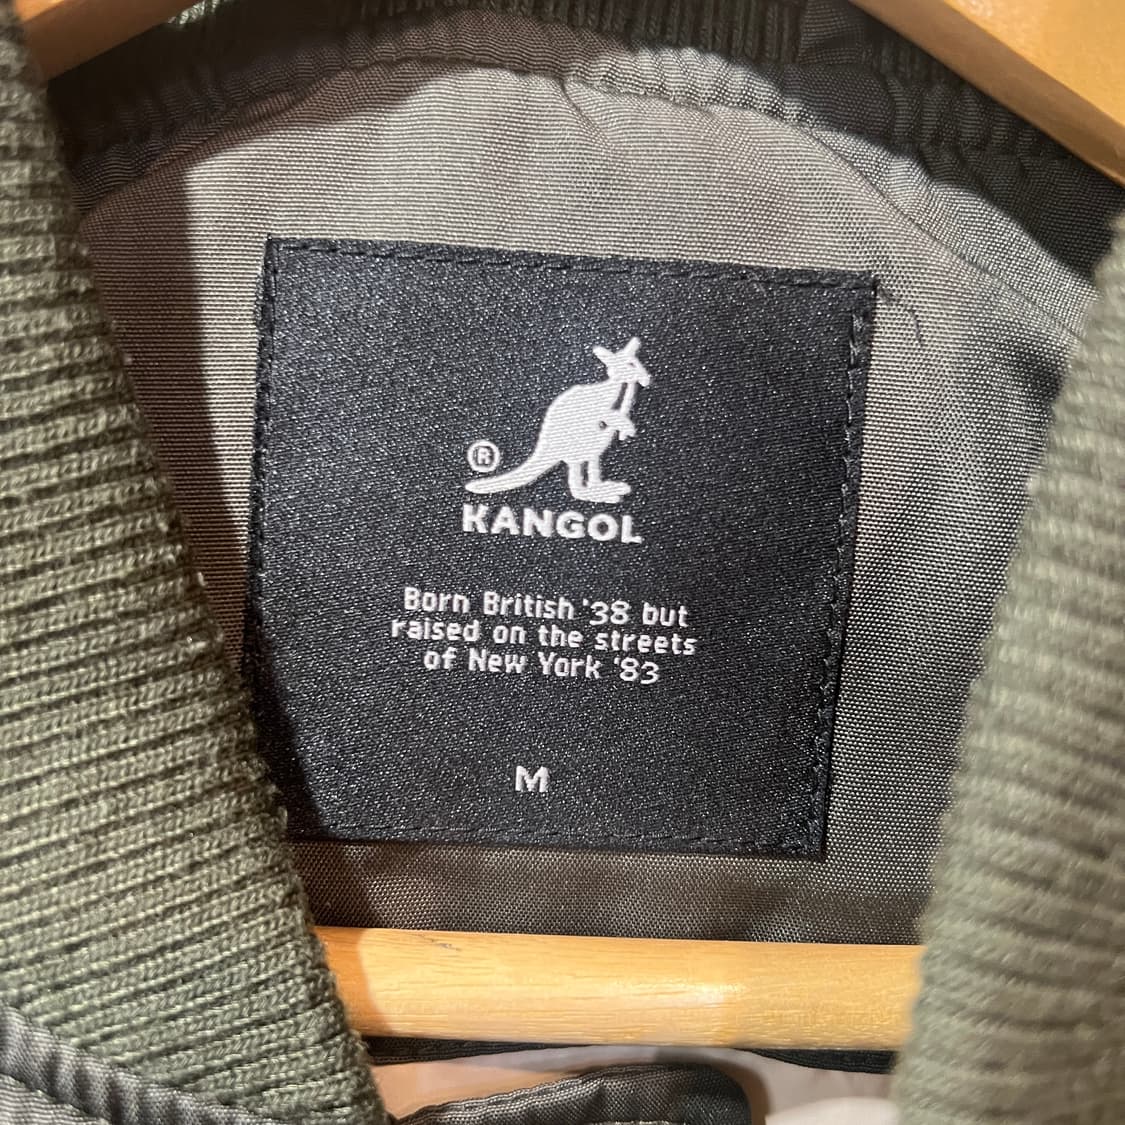 ®
KANGOL
Born British '38 but
raised on the streets
of New York '83
M